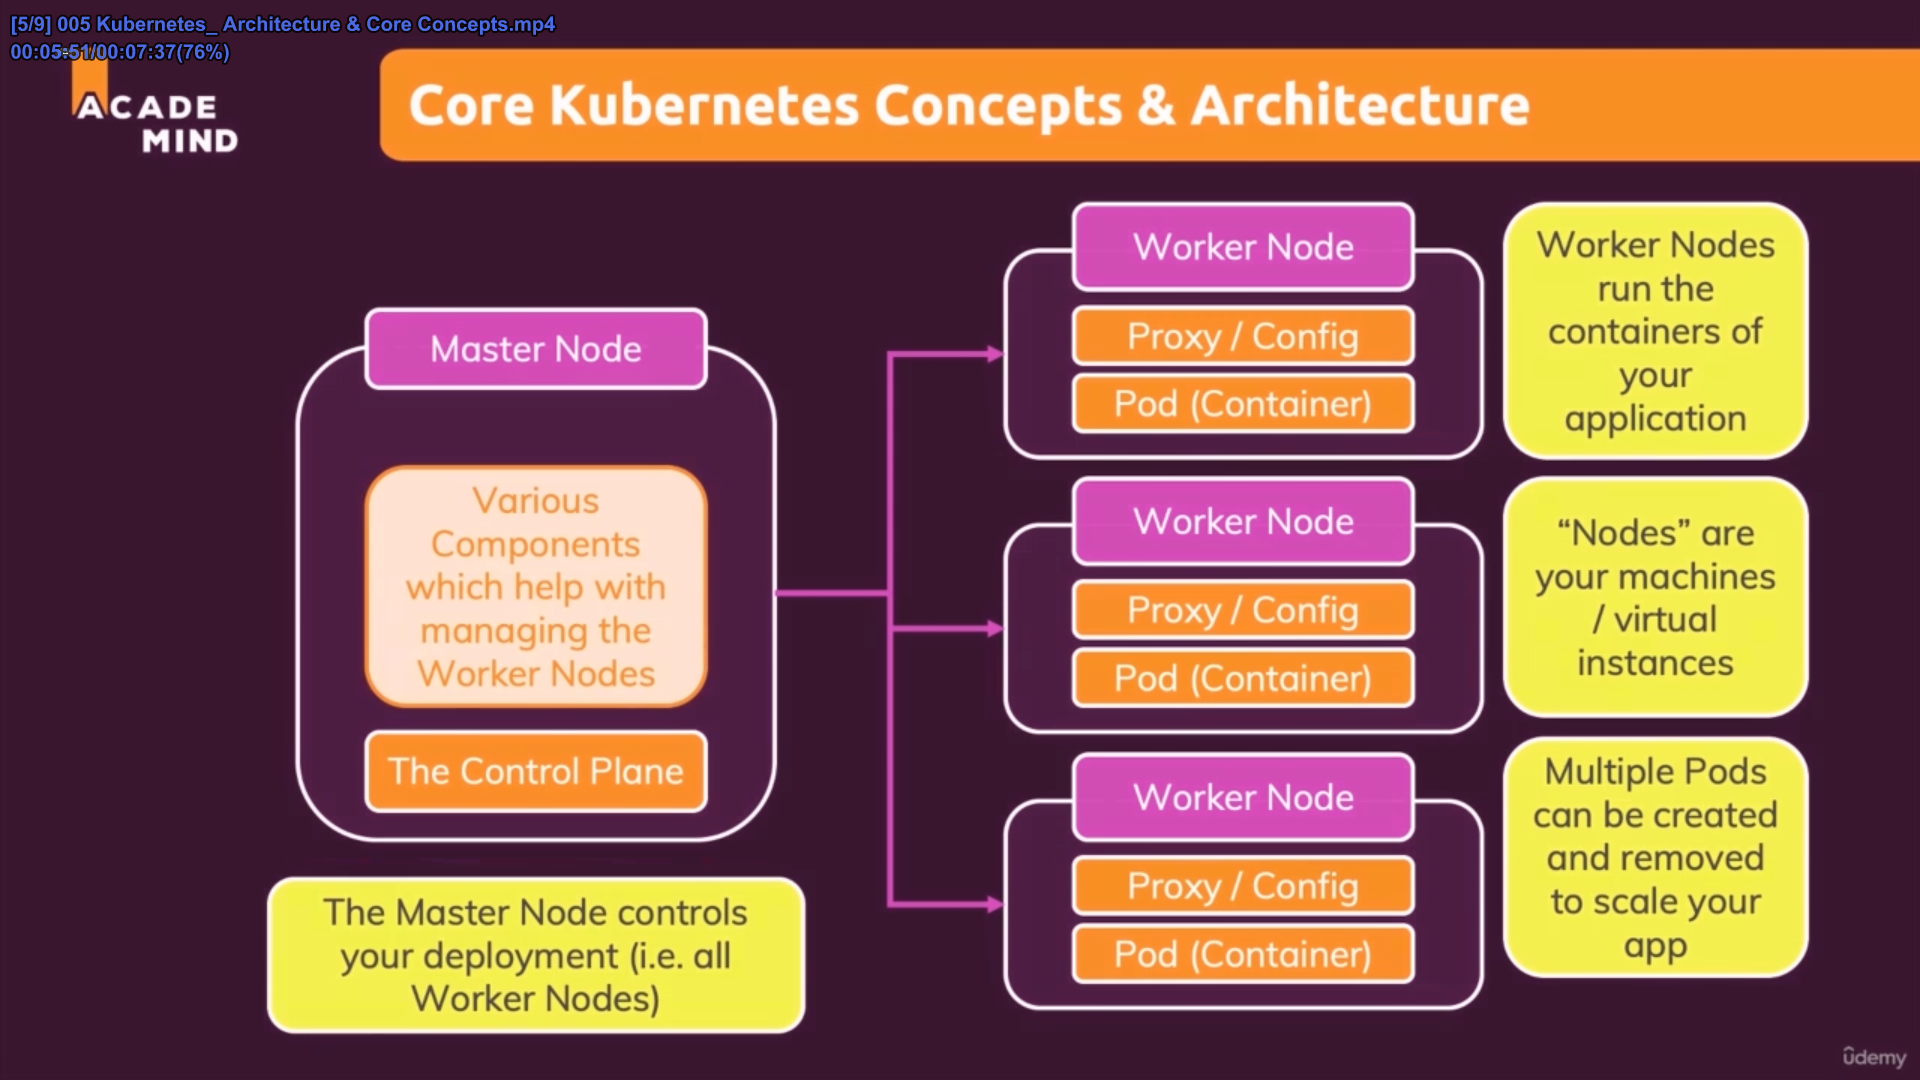 [5/9] 005 Kubernetes_ Architecture & Core Concepts.mp4
00:05:51/00:07:37(76%)
ACADE
MIND
Core Kubernetes Concepts & Architecture
Master Node
Various
Components
which help with
managing the
Worker Nodes
The Control Plane
The Master Node controls
your deployment (i.e. all
Worker Nodes)
Worker Node
Proxy / Config
Pod (Container)
Worker Node
Proxy / Config
Pod (Container)
Worker Node
Proxy / Config
Pod (Container)
Worker Nodes
run the
containers of
your
application
“Nodes” are
your machines
/ virtual
instances
Multiple Pods
can be created
and removed
to scale your
app
ûdemy